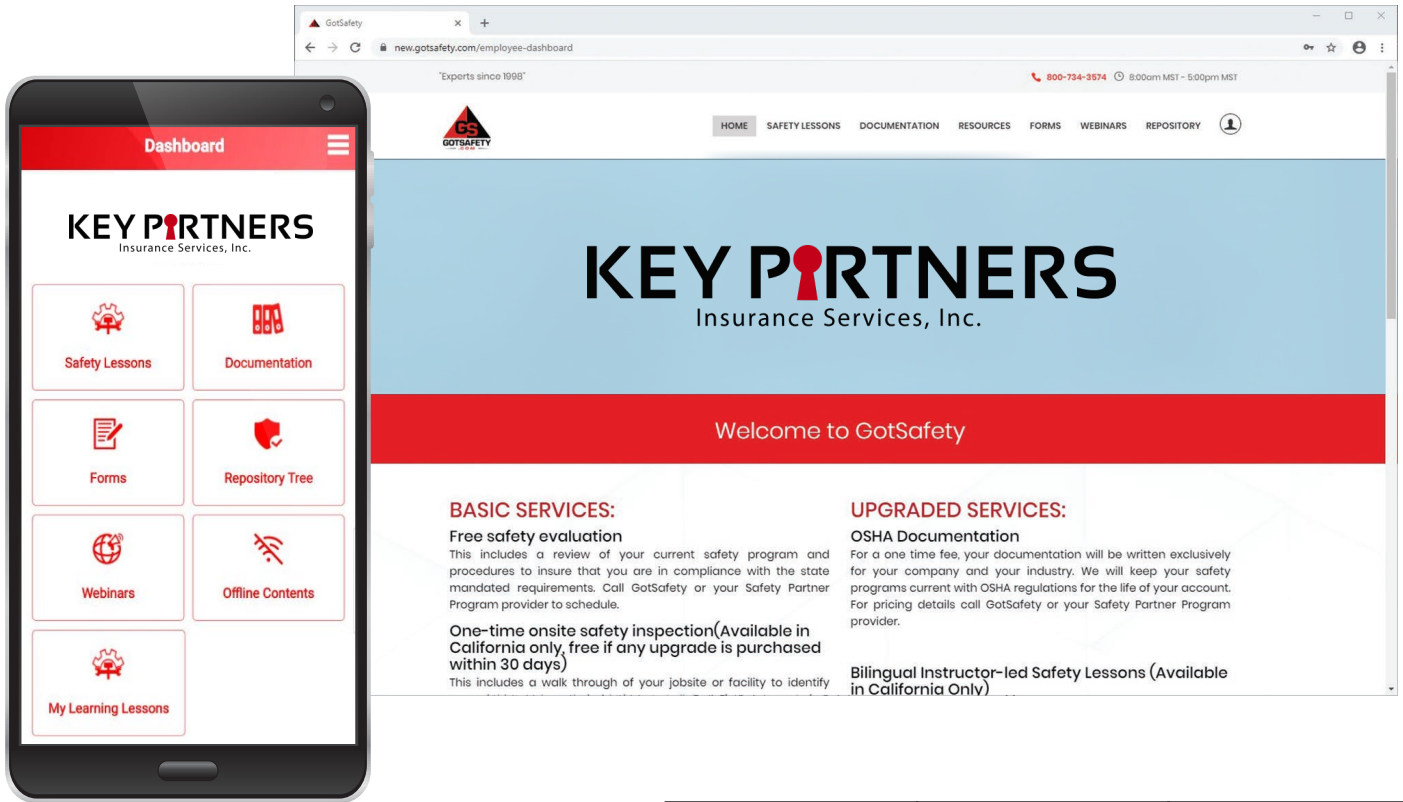 GotSafety
new.gotsafety.com/employee-dashboard
"Experts since 1998"
800-734-3574 8:00am MST - 5:00pm MST
GS
GOTSAFETY
.COM
HOME SAFETY LESSONS DOCUMENTATION RESOURCES FORMS WEBINARS REPOSITORY
KEY PARTNERS
Insurance Services, Inc.
Welcome to GotSafety
BASIC SERVICES:
Free safety evaluation
This includes a review of your current safety program and
procedures to insure that you are in compliance with the state
mandated requirements. Call GotSafety or your Safety Partner
Program provider to schedule.
One-time onsite safety inspection(Available in
California only, free if any upgrade is purchased
within 30 days)
This includes a walk through of your jobsite or facility to identify
UPGRADED SERVICES:
OSHA Documentation
For a one time fee, your documentation will be written exclusively
for your company and your industry. We will keep your safety
programs current with OSHA regulations for the life of your account.
For pricing details call GotSafety or your Safety Partner Program
provider.
Bilingual Instructor-led Safety Lessons (Available
in California Only)
Dashboard
KEY PARTNERS
Insurance Services, Inc.
Safety Lessons
Documentation
Forms
Repository Tree
Webinars
Offline Contents
My Learning Lessons